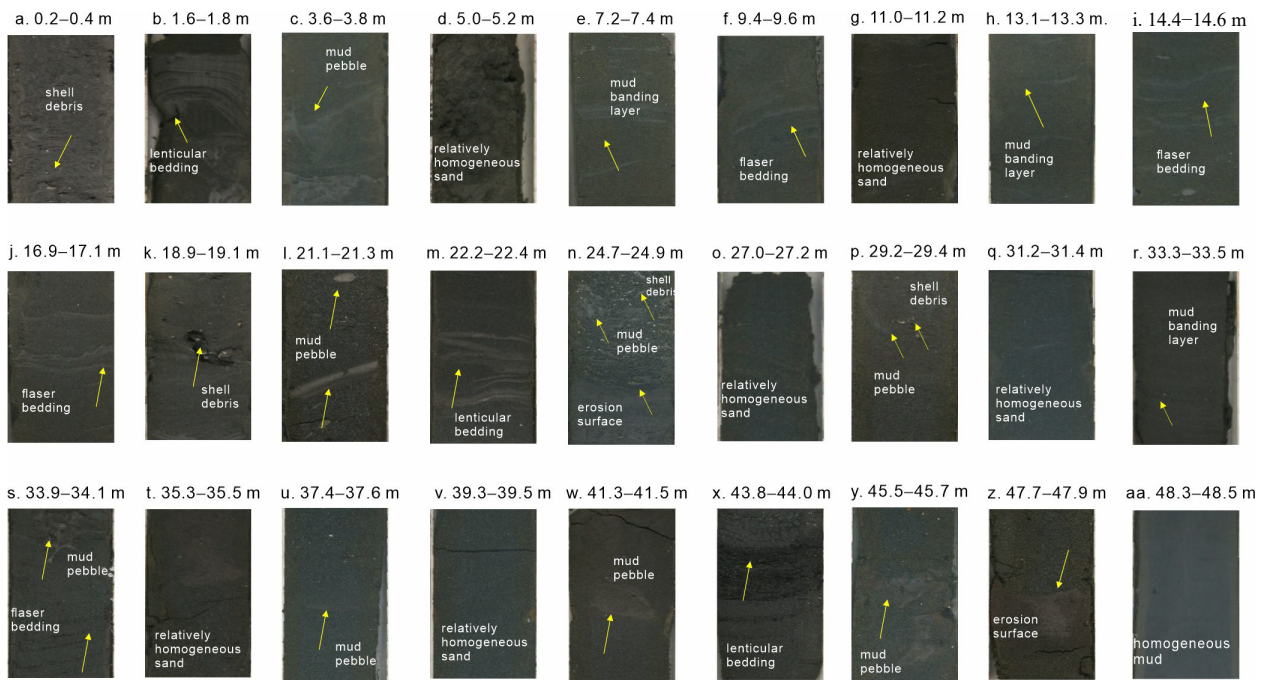 a. 0.2–0.4 m
b. 1.6–1.8 m
c. 3.6–3.8 m
d. 5.0–5.2 m
e. 7.2–7.4 m
f. 9.4–9.6 m
g. 11.0–11.2 m
h. 13.1–13.3 m.
i. 14.4–14.6 m
shell
debris
lenticular
bedding
mud
pebble
relatively
homogeneous
sand
mud
banding
layer
flaser
bedding
relatively
homogeneous
sand
mud
banding
layer
flaser
bedding
j. 16.9–17.1 m
k. 18.9–19.1 m
l. 21.1–21.3 m
m. 22.2–22.4 m
n. 24.7–24.9 m
o. 27.0–27.2 m
p. 29.2–29.4 m
q. 31.2–31.4 m
r. 33.3–33.5 m
flaser
bedding
shell
debris
mud
pebble
lenticular
bedding
shell
debris
mud
pebble
erosion
surface
relatively
homogeneous
sand
shell
debris
mud
pebble
relatively
homogeneous
sand
mud
banding
layer
s. 33.9–34.1 m
t. 35.3–35.5 m
u. 37.4–37.6 m
v. 39.3–39.5 m
w. 41.3–41.5 m
x. 43.8–44.0 m
y. 45.5–45.7 m
z. 47.7–47.9 m
aa. 48.3–48.5 m
mud
pebble
flaser
bedding
relatively
homogeneous
sand
mud
pebble
relatively
homogeneous
sand
mud
pebble
lenticular
bedding
mud
pebble
erosion
surface
homogeneous
mud